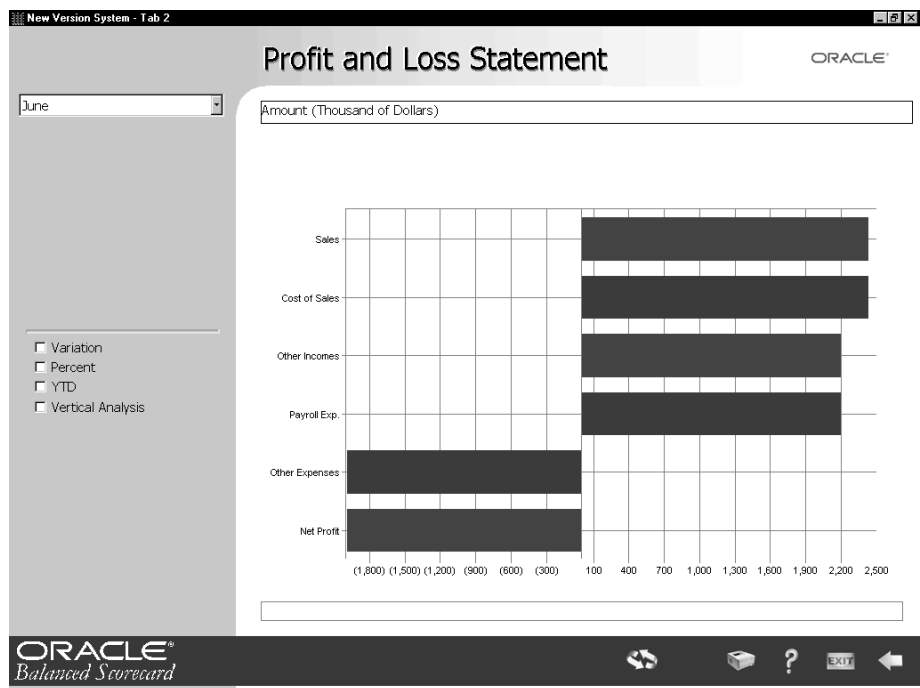 New Version System - Tab 2
Profit and Loss Statement
ORACLE
June
Amount (Thousand of Dollars)
Sales
Cost of Sales
Other Incomes
Payroll Exp.
Other Expenses
Net Profit
Variation
Percent
YTD
Vertical Analysis
(1,800) (1,500) (1,200) (900) (600) (300) 100 400 700 1,000 1,300 1,600 1,900 2,200 2,500
ORACLE®
Balanced Scorecard
? EXIT